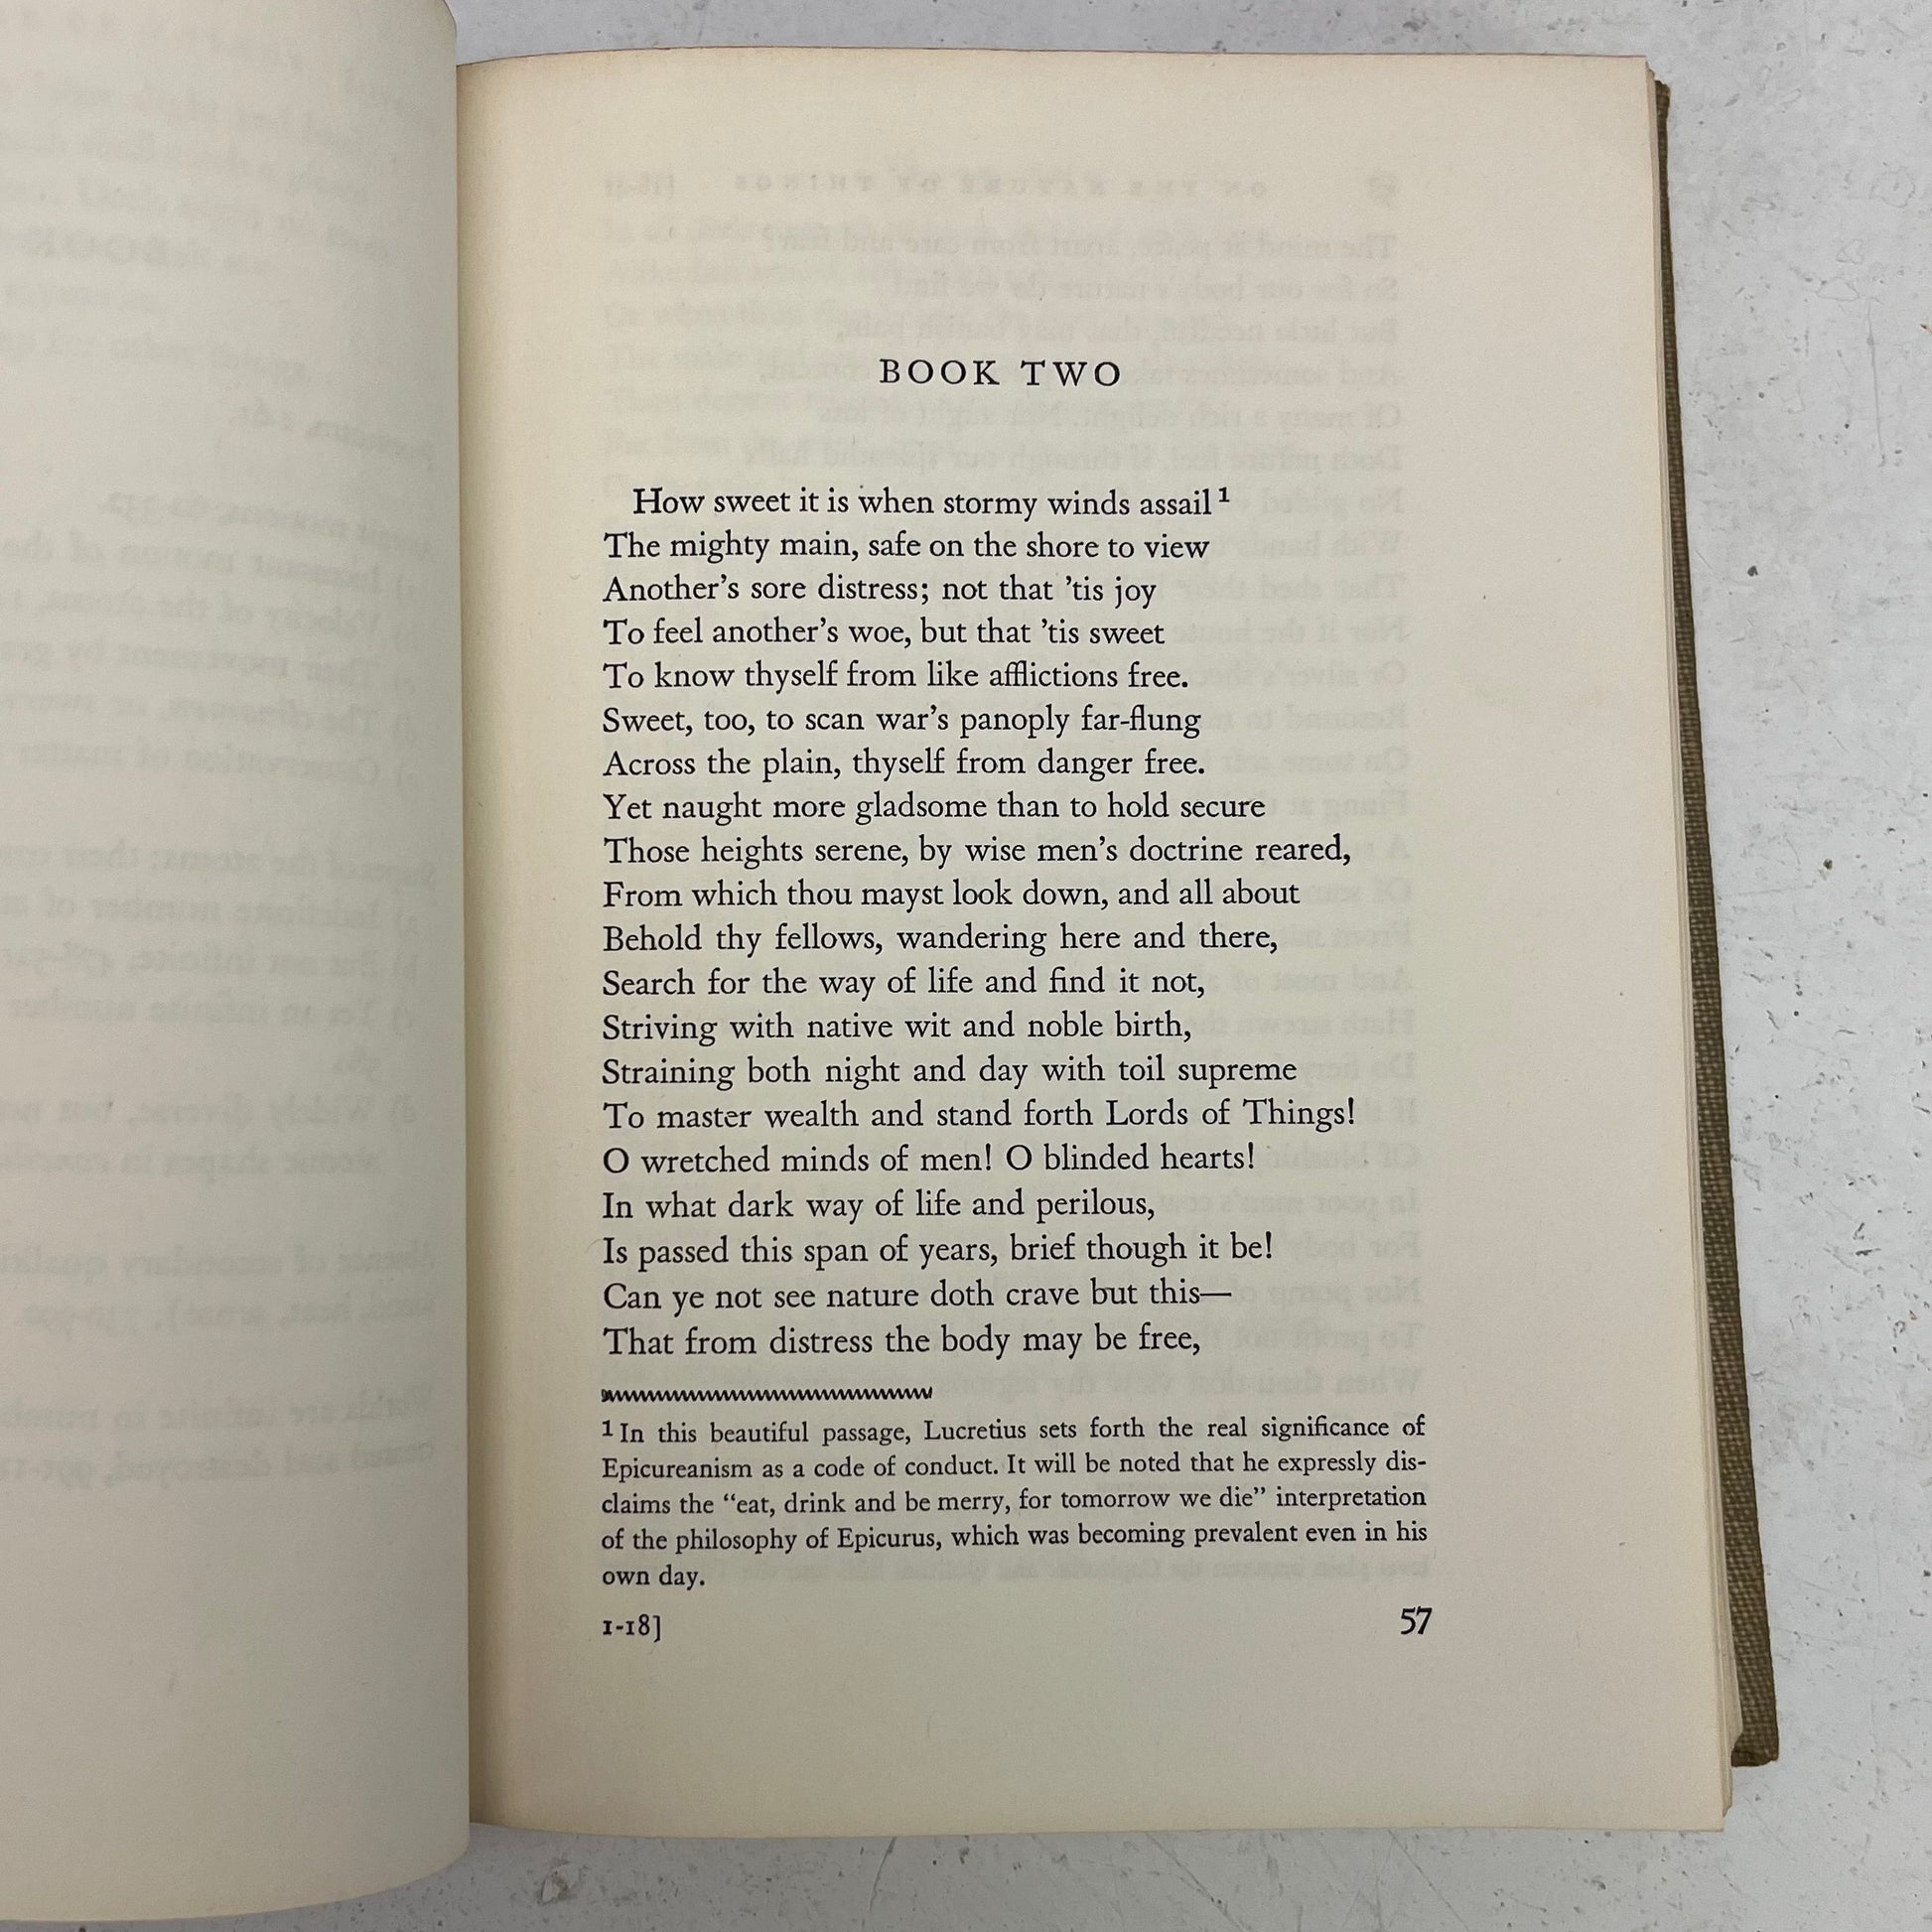 BOOK TWO
How sweet it is when stormy winds assail¹
The mighty main, safe on the shore to view
Another’s sore distress; not that ’tis joy
To feel another’s woe, but that ’tis sweet
To know thyself from like afflictions free.
Sweet, too, to scan war’s panoply far-flung
Across the plain, thyself from danger free.
Yet naught more gladsome than to hold secure
Those heights serene, by wise men’s doctrine reared,
From which thou mayst look down, and all about
Behold thy fellows, wandering here and there,
Search for the way of life and find it not,
Striving with native wit and noble birth,
Straining both night and day with toil supreme
To master wealth and stand forth Lords of Things!
O wretched minds of men! O blinded hearts!
In what dark way of life and perilous,
Is passed this span of years, brief though it be!
Can ye not see nature doth crave but this—
That from distress the body may be free,
¹ In this beautiful passage, Lucretius sets forth the real significance of
Epicureanism as a code of conduct. It will be noted that he expressly dis-
claims the “eat, drink and be merry, for tomorrow we die” interpretation
of the philosophy of Epicurus, which was becoming prevalent even in his
own day.
1-18] 57